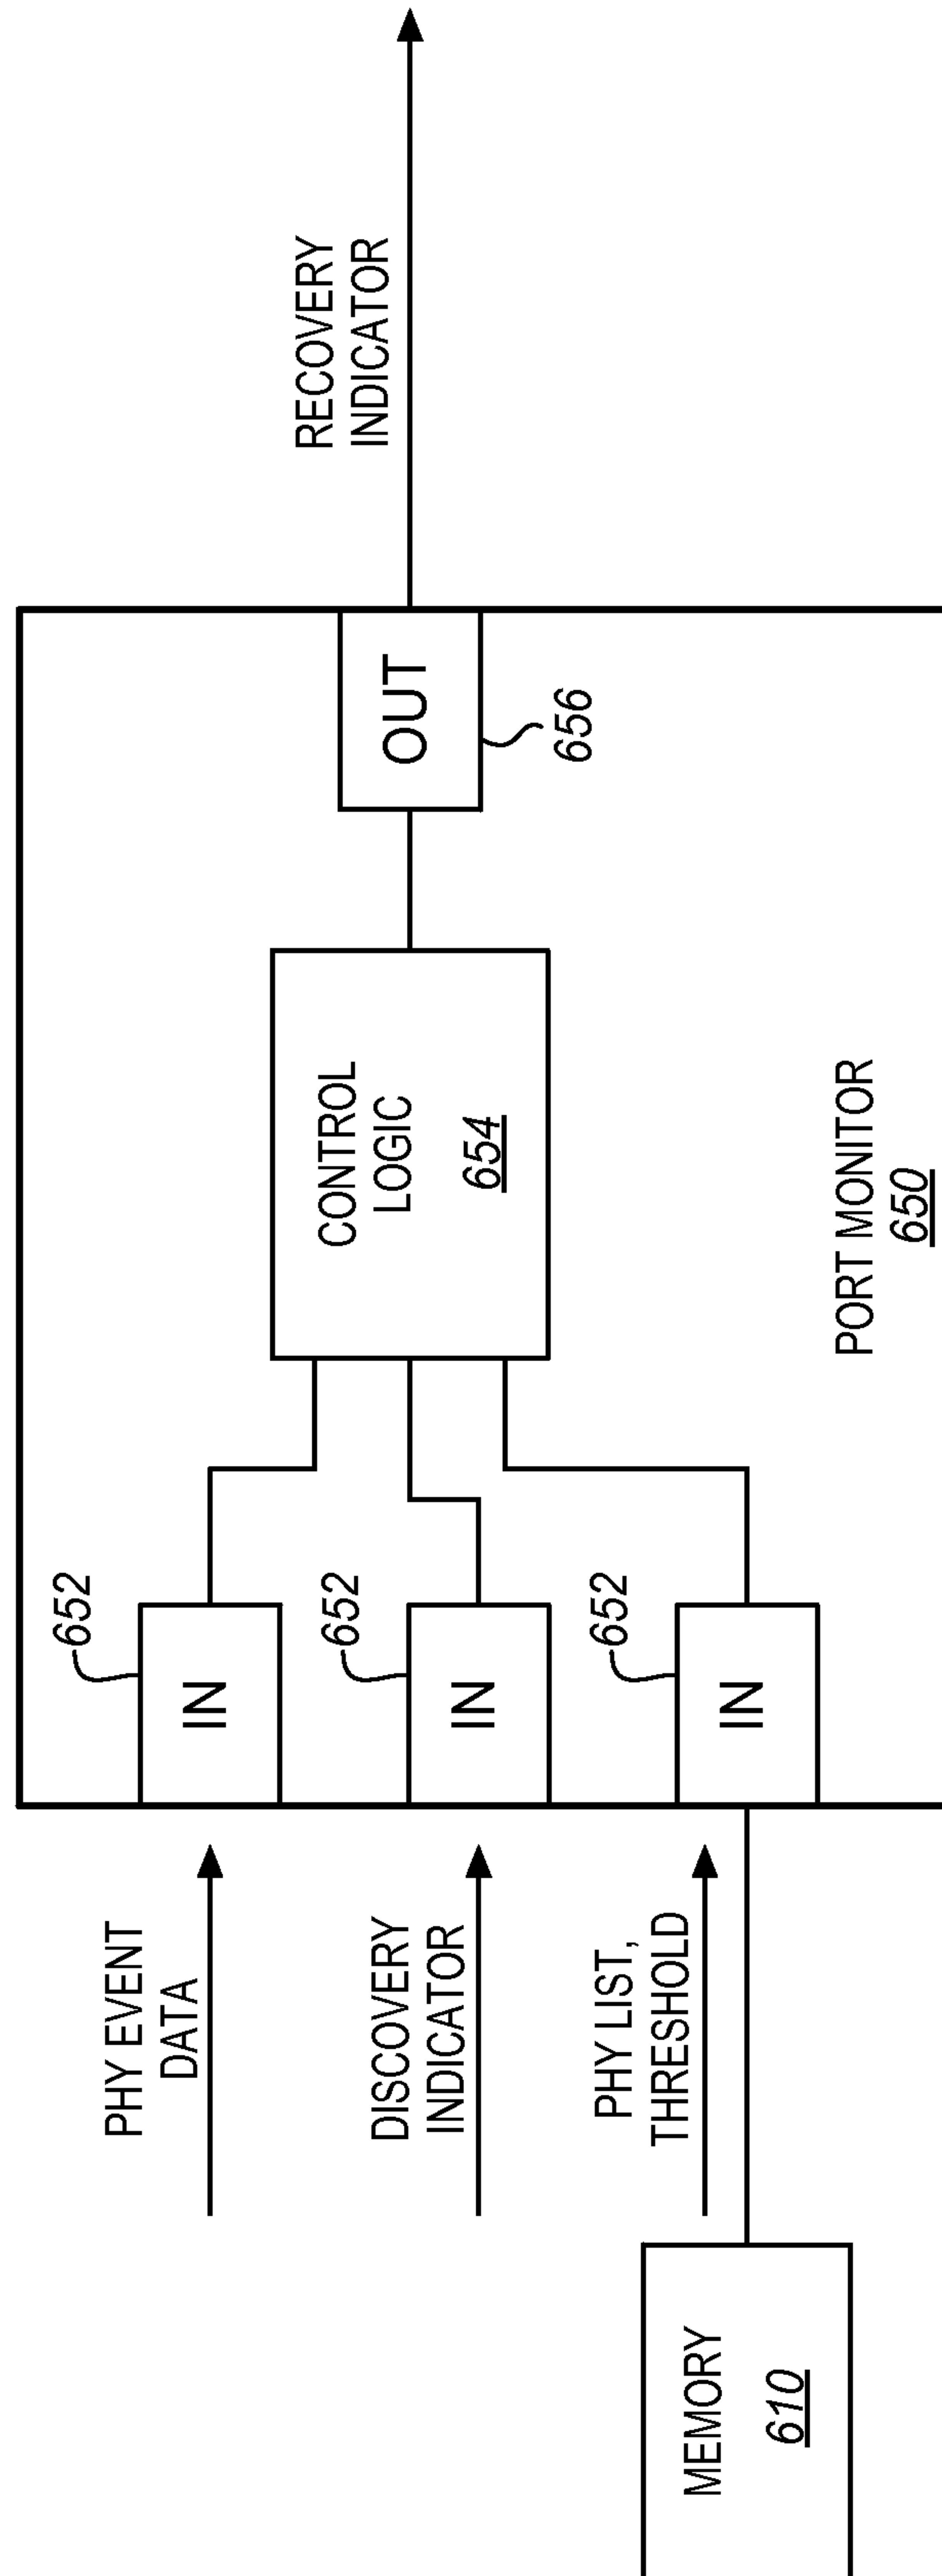 PHY EVENT
DATA
652
IN
DISCOVERY
INDICATOR
652
IN
PHY LIST,
THRESHOLD
652
IN
MEMORY
610
CONTROL
LOGIC
654
OUT
656
RECOVERY
INDICATOR
PORT MONITOR
650